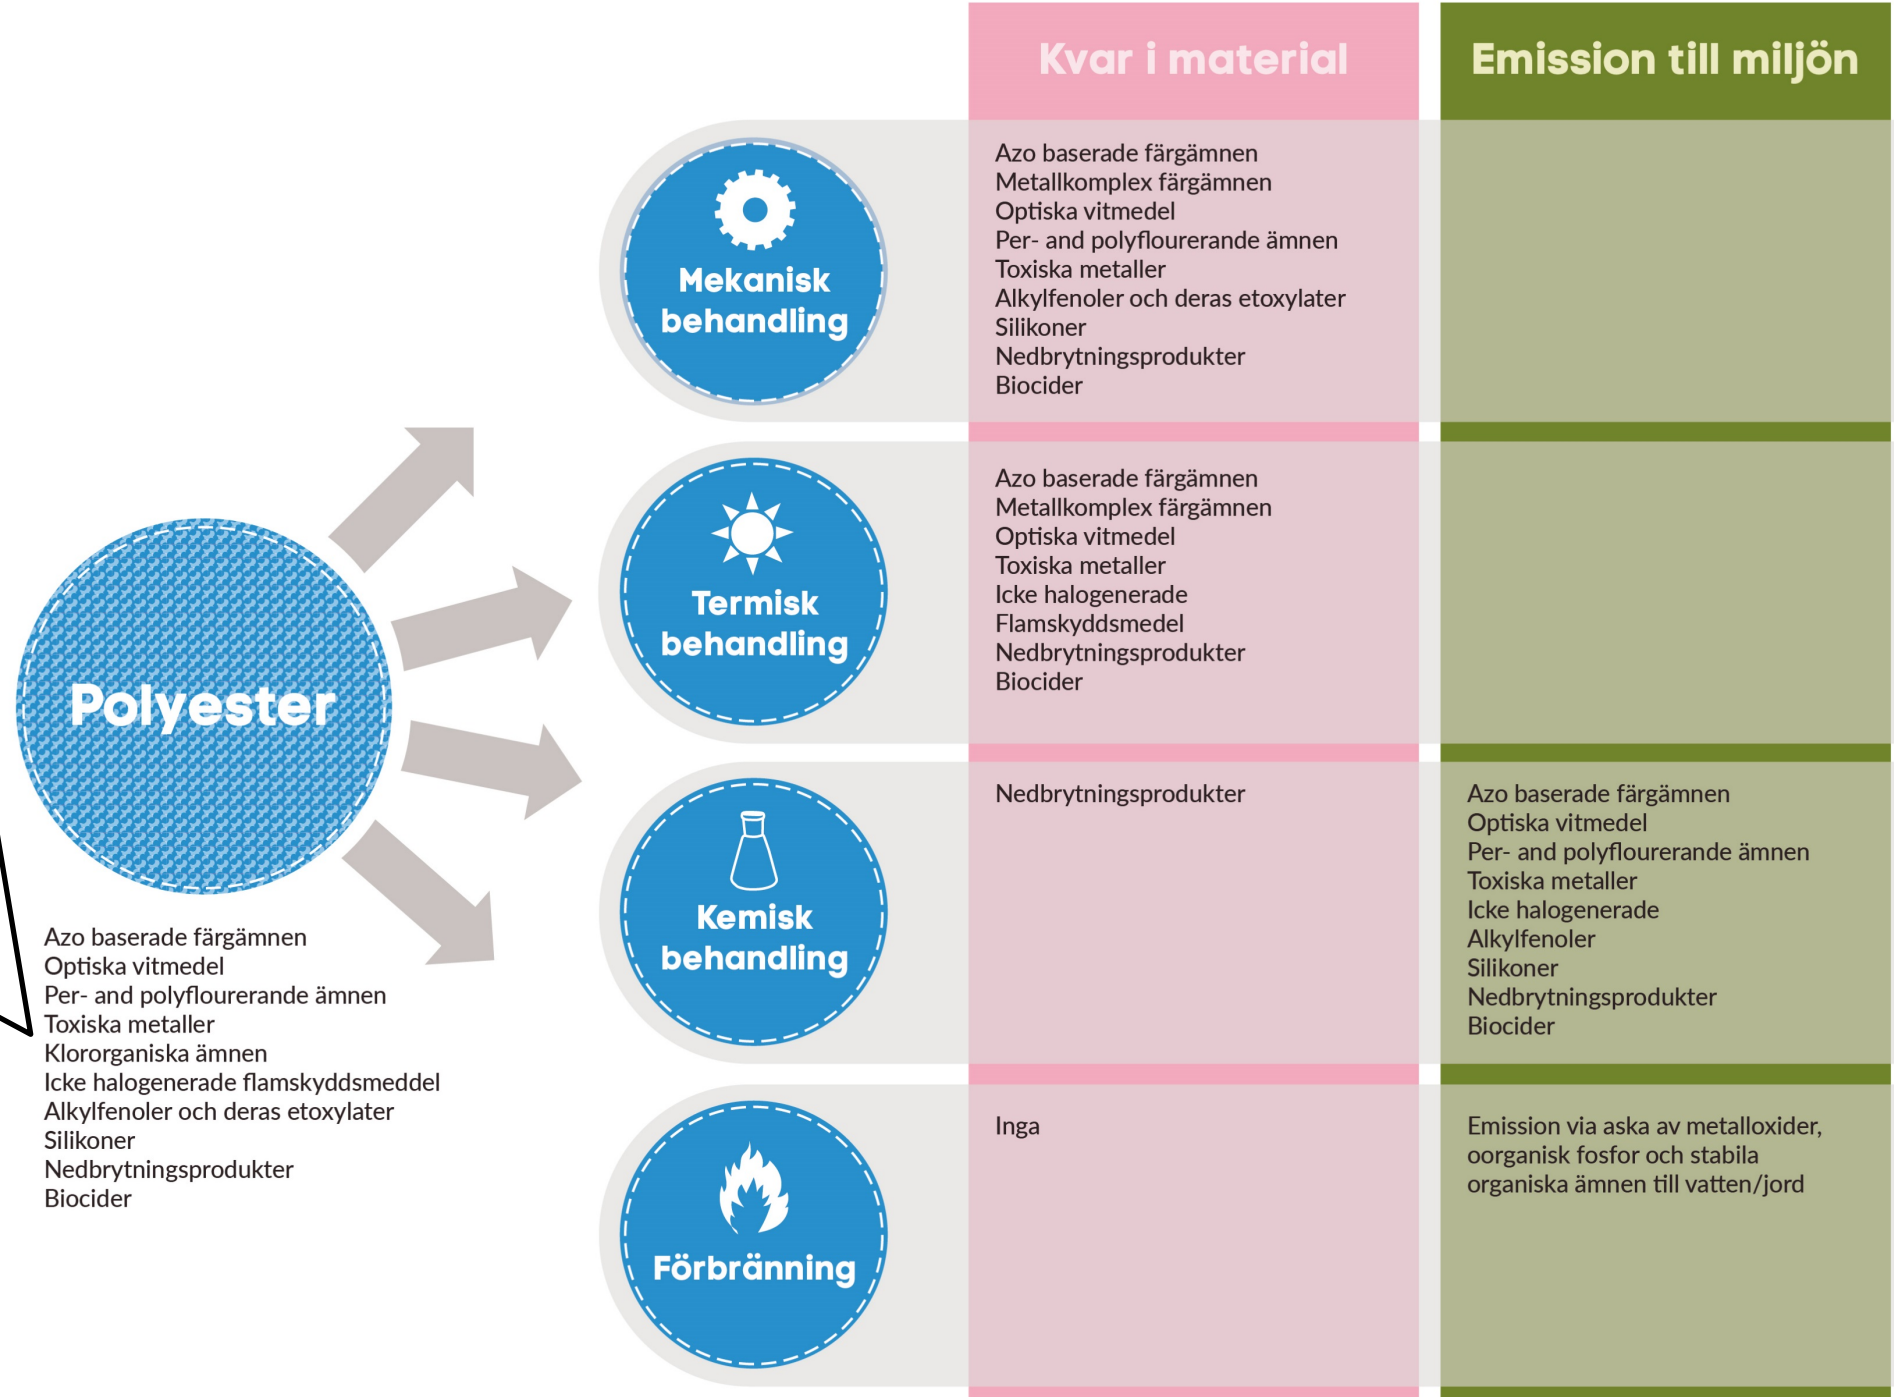 Kvar i material
Emission till miljön
Mekanisk
behandling
Azo baserade färgämnen
Metallkomplex färgämnen
Optiska vitmedel
Per- and polyflourerande ämnen
Toxiska metaller
Alkylfenoler och deras etoxylater
Silikoner
Nedbrytningsprodukter
Biocider
Termisk
behandling
Azo baserade färgämnen
Metallkomplex färgämnen
Optiska vitmedel
Toxiska metaller
Icke halogenerade
Flamskyddsmedel
Nedbrytningsprodukter
Biocider
Polyester
Azo baserade färgämnen
Optiska vitmedel
Per- and polyflourerande ämnen
Toxiska metaller
Klororganiska ämnen
Icke halogenerade flamskyddsmeddel
Alkylfenoler och deras etoxylater
Silikoner
Nedbrytningsprodukter
Biocider
Kemisk
behandling
Nedbrytningsprodukter
Azo baserade färgämnen
Optiska vitmedel
Per- and polyflourerande ämnen
Toxiska metaller
Icke halogenerade
Alkylfenoler
Silikoner
Nedbrytningsprodukter
Biocider
Förbränning
Inga
Emission via aska av metalloxider,
oorganisk fosfor och stabila
organiska ämnen till vatten/jord